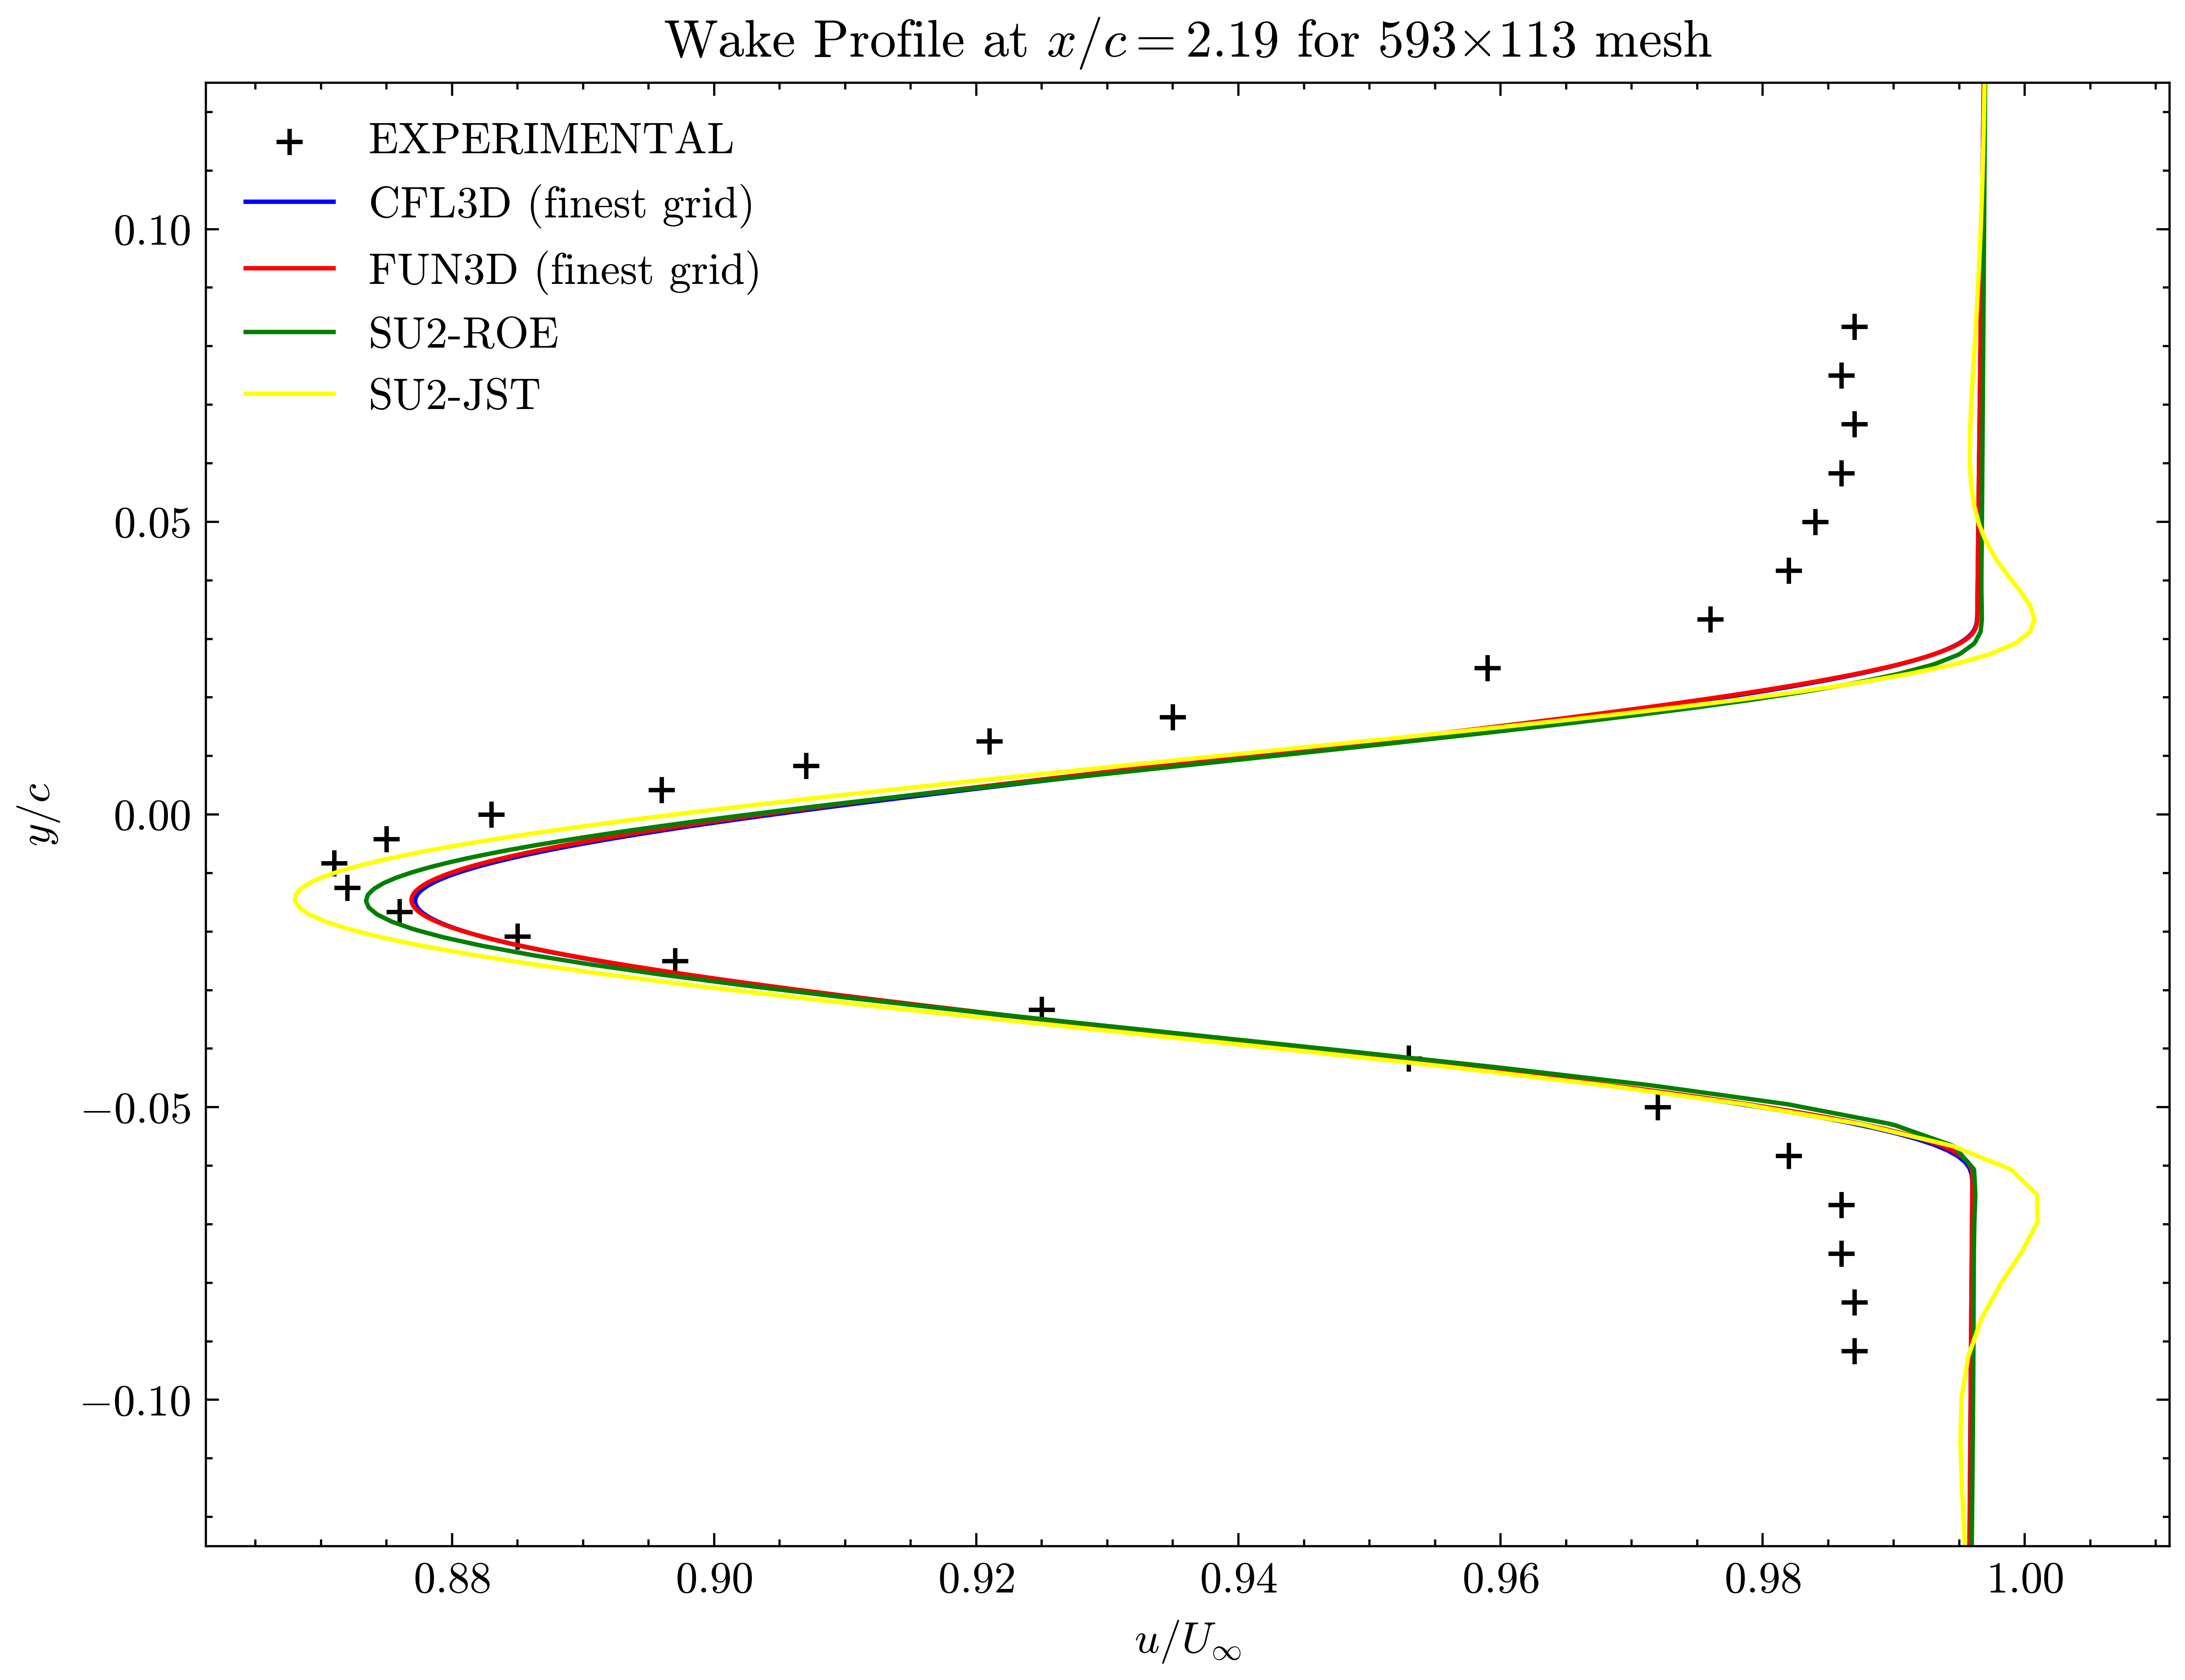 Wake Profile at x/c = 2.19 for 593×113 mesh
EXPERIMENTAL
CFL3D (finest grid)
FUN3D (finest grid)
SU2-ROE
SU2-JST
0.10
0.05
0.00
−0.05
−0.10
y/c
0.88 0.90 0.92 0.94 0.96 0.98 1.00
u/U∞